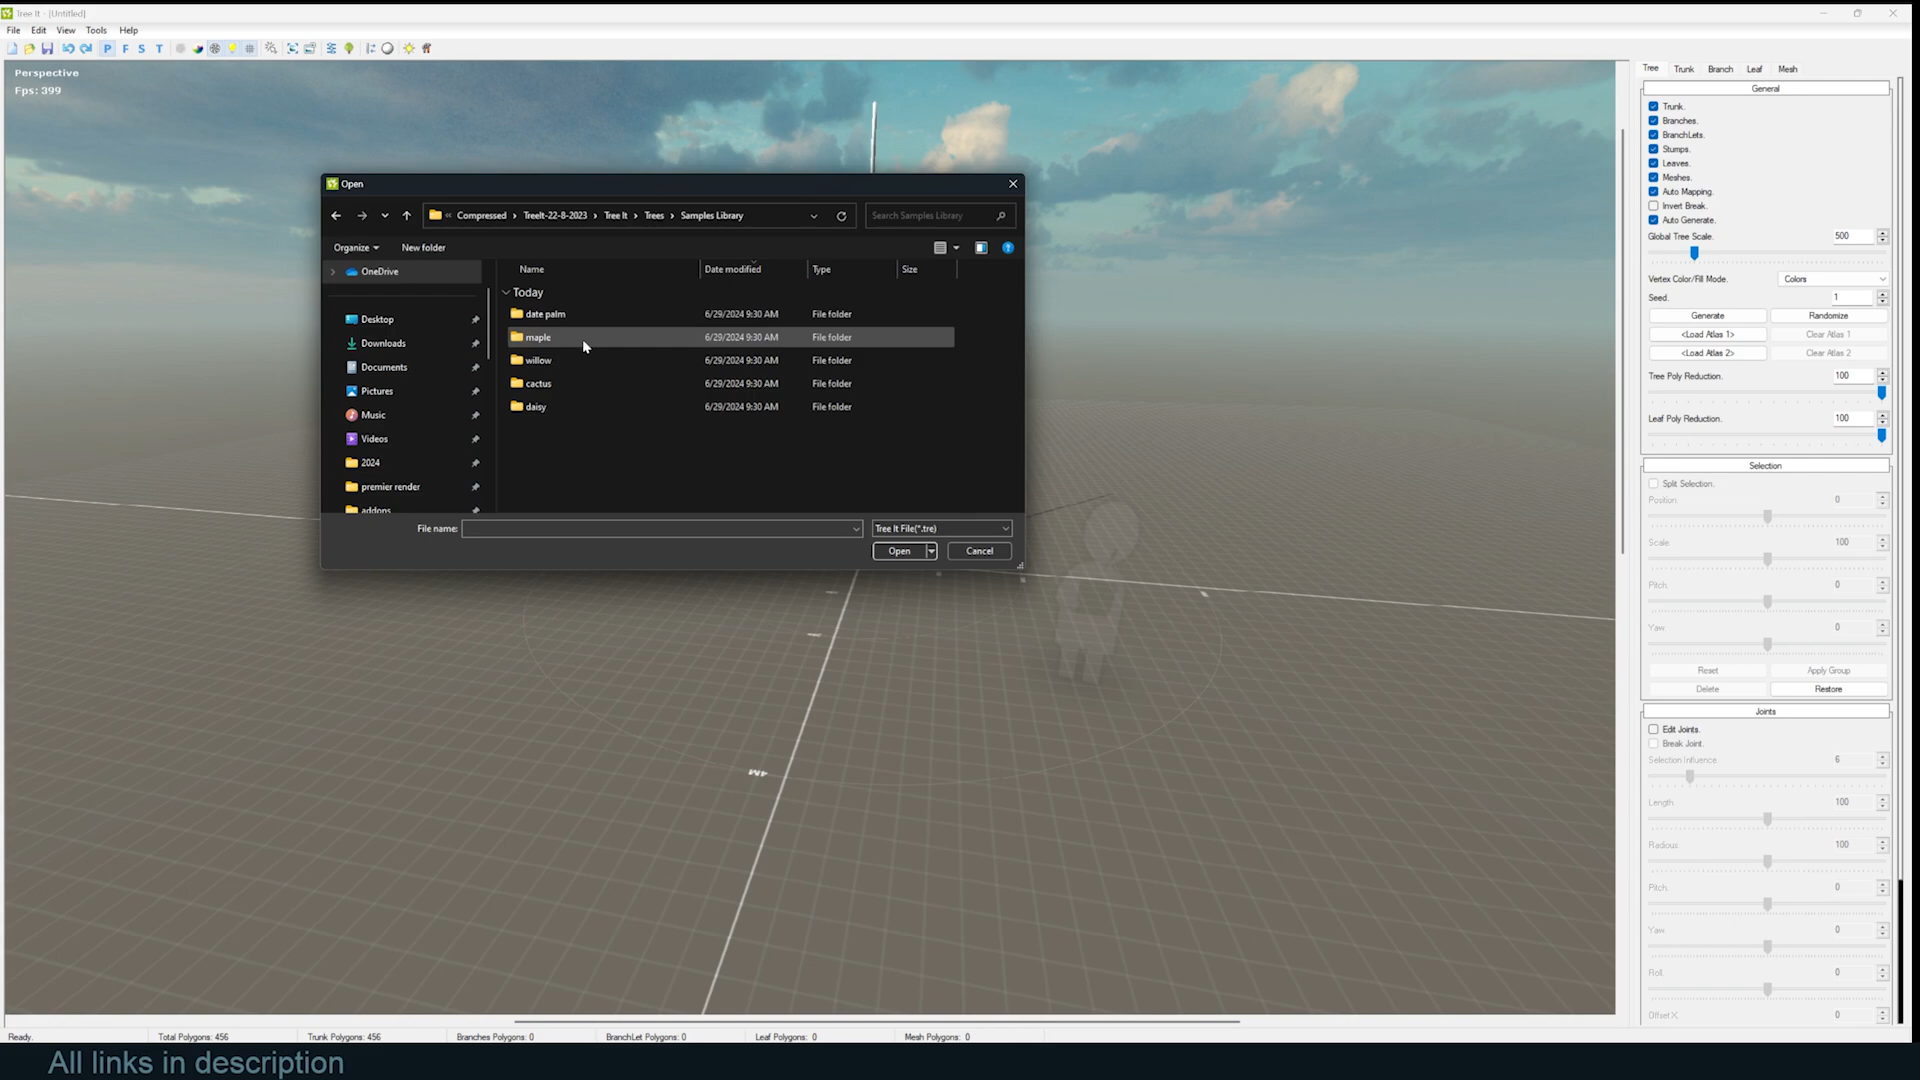 Tree It - [Untitled]
File Edit View Tools Help
P F S T
Perspective
Fps: 399
Open
« Compressed > TreeIt-22-8-2023 > Tree It > Trees > Samples Library
Search Samples Library
Organize New folder
OneDrive
Desktop
Downloads
Documents
Pictures
Music
Videos
2024
premier render
addons
Name Date modified Type Size
Today
date palm 6/29/2024 9:30 AM File folder
maple 6/29/2024 9:30 AM File folder
willow 6/29/2024 9:30 AM File folder
cactus 6/29/2024 9:30 AM File folder
daisy 6/29/2024 9:30 AM File folder
File name: Tree It File(*.tre)
Open Cancel
4M
Tree Trunk Branch Leaf Mesh
General
Trunk.
Branches.
BranchLets.
Stumps.
Leaves.
Meshes.
Auto Mapping.
Invert Break.
Auto Generate.
Global Tree Scale. 500
Vertex Color/Fill Mode. Colors
Seed. 1
Generate Randomize
<Load Atlas 1> Clear Atlas 1
<Load Atlas 2> Clear Atlas 2
Tree Poly Reduction. 100
Leaf Poly Reduction. 100
Selection
Split Selection.
Position. 0
Scale. 100
Pitch. 0
Yaw. 0
Reset Apply Group
Delete Restore
Joints
Edit Joints.
Break Joint.
Selection Influence. 6
Length. 100
Radious. 100
Pitch. 0
Yaw. 0
Roll. 0
Offset X. 0
Ready. Total Polygons: 456 Trunk Polygons: 456 Branches Polygons: 0 BranchLet Polygons: 0 Leaf Polygons: 0 Mesh Polygons: 0
All links in description